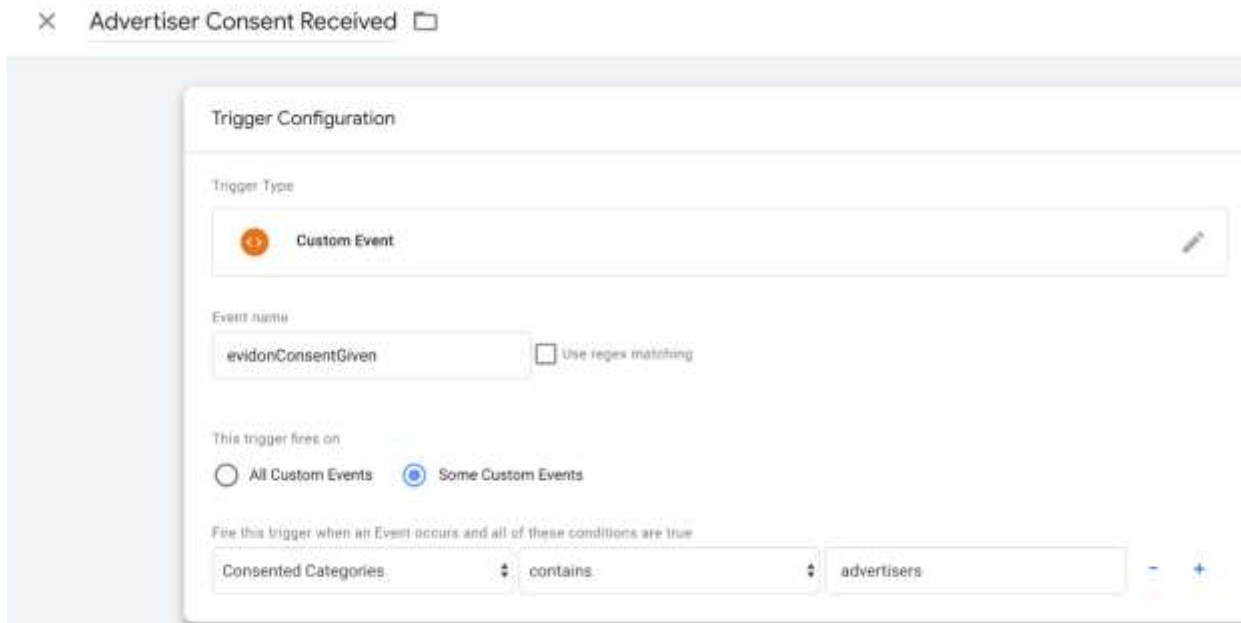 Advertiser Consent Received
Trigger Configuration
Trigger Type
Custom Event
Event name
evidonConsentGiven
Use regex matching
This trigger fires on
All Custom Events Some Custom Events
Fire this trigger when an Event occurs and all of these conditions are true
Consented Categories contains advertisers - +